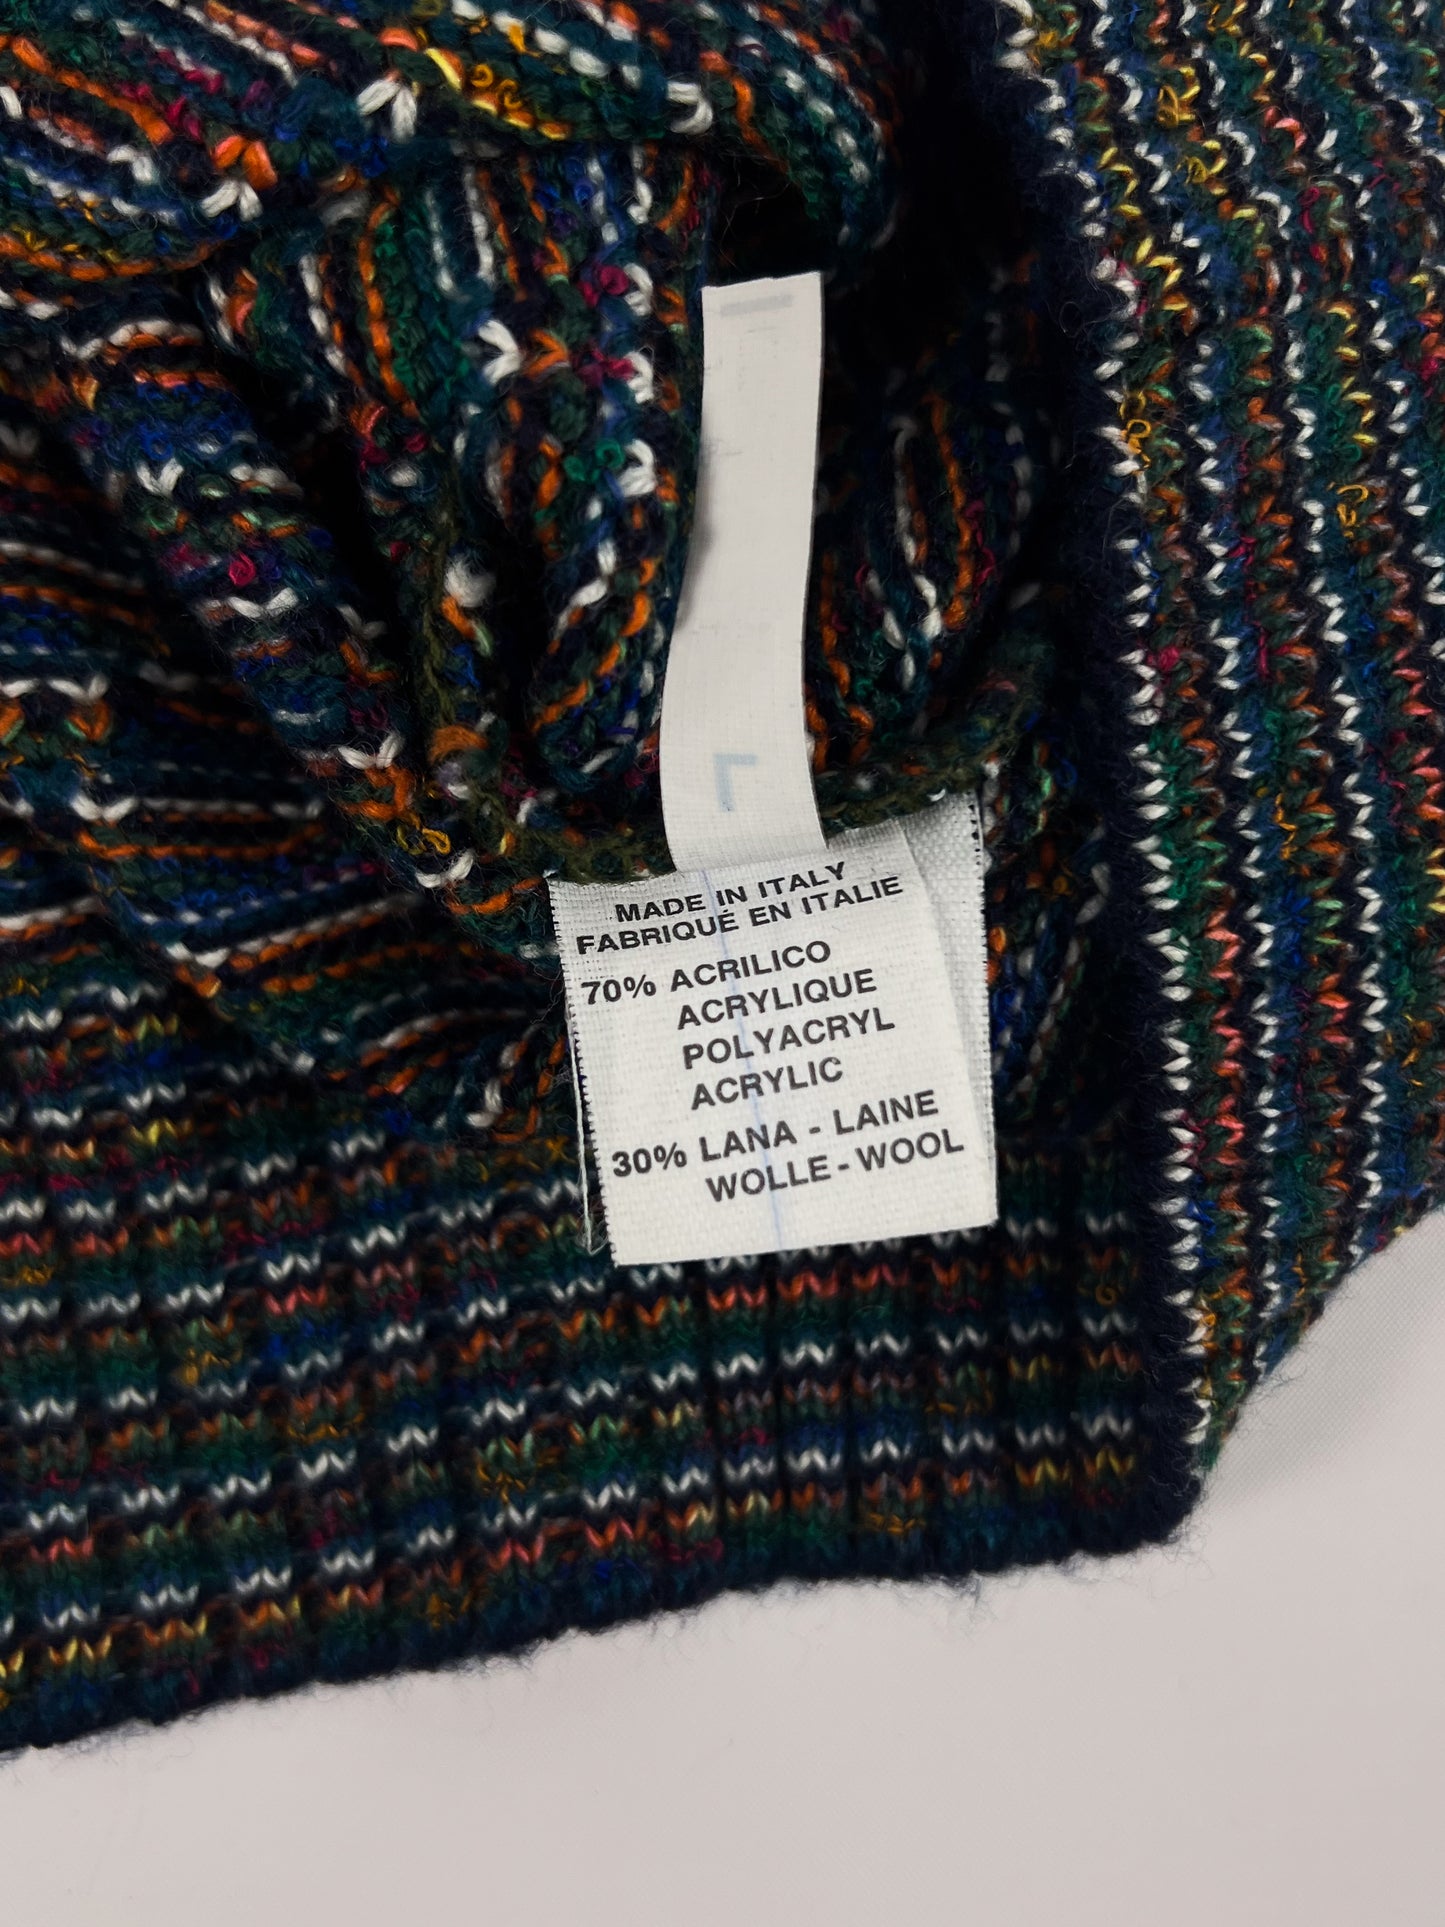 MADE IN ITALY
FABRIQUÉ EN ITALIE
70% ACRILICO
ACRYLIQUE
POLYACRYL
ACRYLIC
30% LANA - LAINE
WOLLE - WOOL